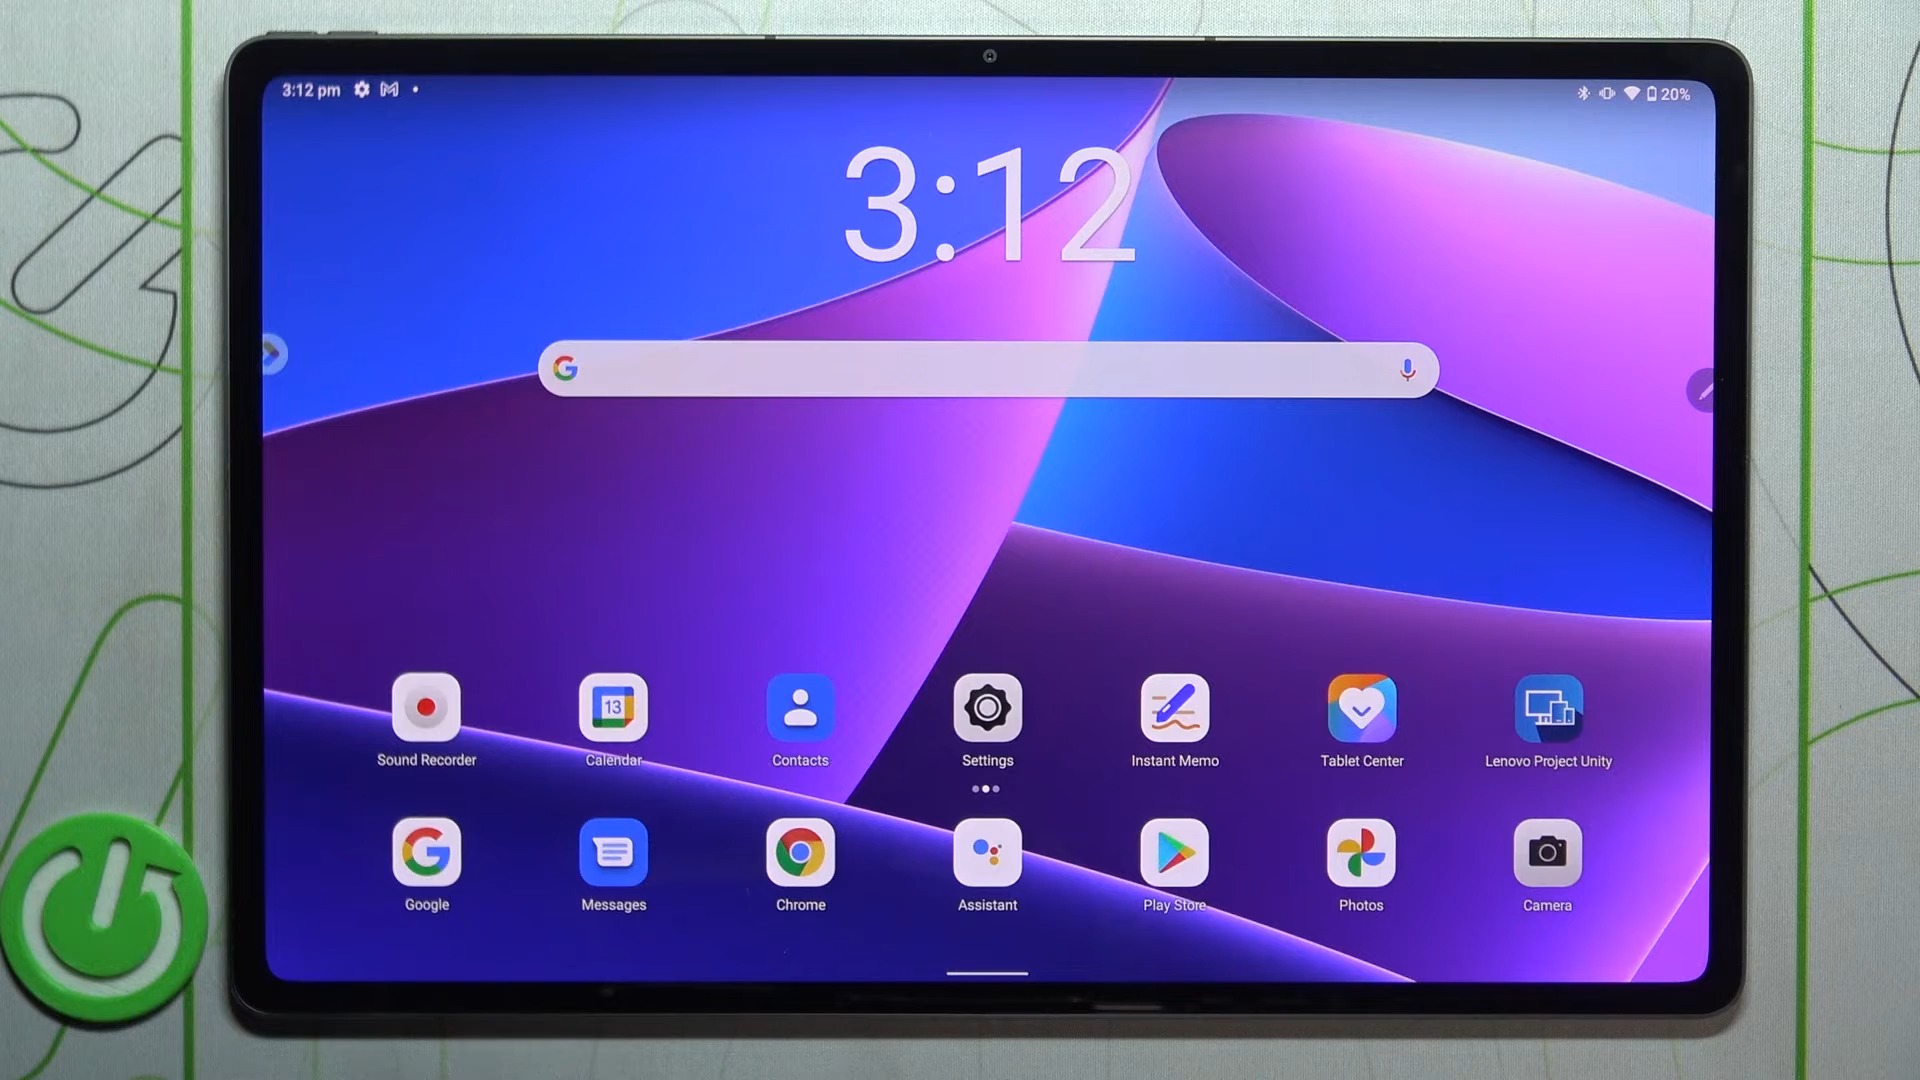 3:12 pm
20%
3:12
Sound Recorder
Calendar
13
Contacts
Settings
Instant Memo
Tablet Center
Lenovo Project Unity
Google
Messages
Chrome
Assistant
Play Store
Photos
Camera